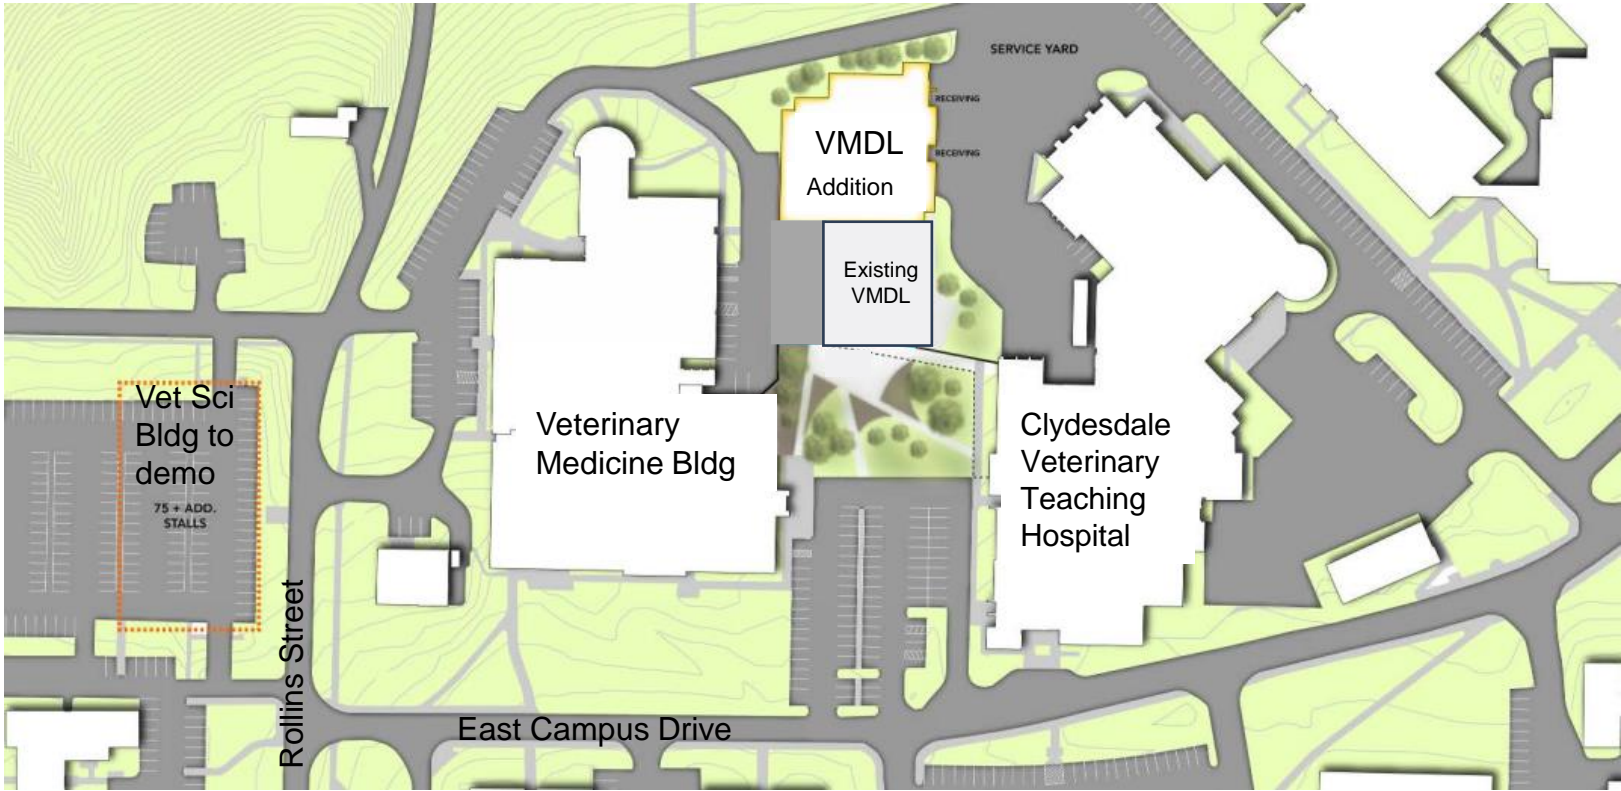 SERVICE YARD
RECEIVING
VMDL
RECEIVING
Addition
Existing
VMDL
Vet Sci
Bldg to
demo
75 + ADD.
STALLS
Veterinary
Medicine Bldg
Clydesdale
Veterinary
Teaching
Hospital
Rollins Street
East Campus Drive